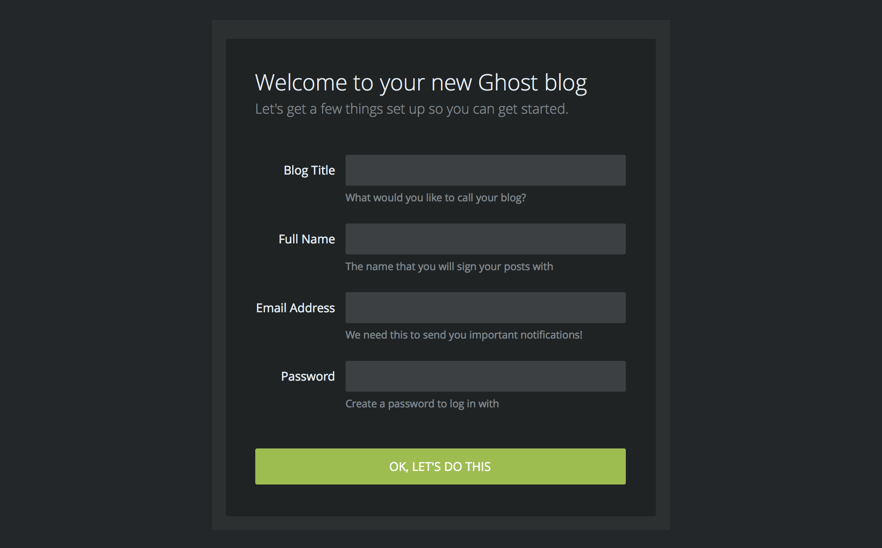 Welcome to your new Ghost blog
Let's get a few things set up so you can get started.
Blog Title
What would you like to call your blog?
Full Name
The name that you will sign your posts with
Email Address
We need this to send you important notifications!
Password
Create a password to log in with
OK, LET'S DO THIS